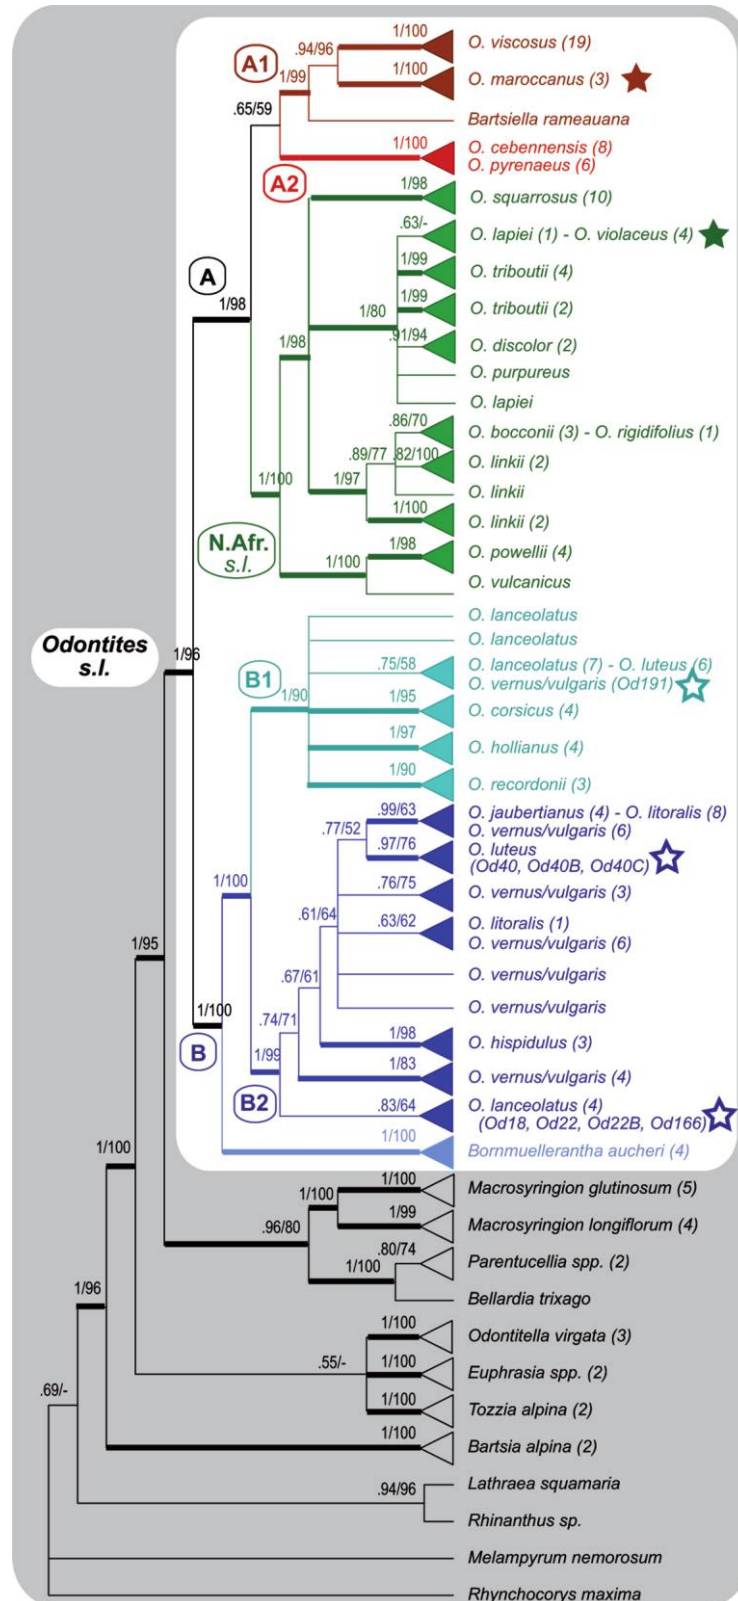 1/100
O. viscosus (19)
.94/96
A1
1/100
O. maroccanus (3)
1/99
.65/59
Bartsiella rameauana
1/100
O. cebennensis (8)
O. pyrenaeus (6)
A2
1/98
O. squarrosus (10)
.63/-
O. lapiei (1) - O. violaceus (4)
A
1/99
O. triboutii (4)
1/98
1/99
1/80
O. triboutii (2)
1/98
.91/94
O. discolor (2)
O. purpureus
O. lapiei
.86/70
O. bocconii (3) - O. rigidifolius (1)
.89/77
.82/100
O. linkii (2)
1/100
1/97
O. linkii
1/100
O. linkii (2)
N.Afr.
s.l.
1/98
1/100
O. powellii (4)
O. vulcanicus
O. lanceolatus
Odontites
s.l.
1/96
O. lanceolatus
B1
.75/58
O. lanceolatus (7) - O. luteus (6)
O. vernus/vulgaris (Od191)
1/90
1/95
O. corsicus (4)
1/97
O. hollianus (4)
1/90
O. recordonii (3)
.99/63
O. jaubertianus (4) - O. litoralis (8)
O. vernus/vulgaris (6)
.77/52
.97/76
O. luteus
(Od40, Od40B, Od40C)
1/100
.76/75
O. vernus/vulgaris (3)
.61/64
.63/62
O. litoralis (1)
O. vernus/vulgaris (6)
1/95
.67/61
O. vernus/vulgaris
1/100
O. vernus/vulgaris
.74/71
1/98
O. hispidulus (3)
B
1/99
1/83
O. vernus/vulgaris (4)
B2
.83/64
O. lanceolatus (4)
(Od18, Od22, Od22B, Od166)
1/100
Bornmuellerantha aucheri (4)
1/100
1/100
Macrosyringion glutinosum (5)
1/100
.96/80
1/99
Macrosyringion longiflorum (4)
.80/74
Parentucellia spp. (2)
1/100
1/96
Bellardia trixago
1/100
Odontitella virgata (3)
.55/-
1/100
Euphrasia spp. (2)
.69/-
1/100
Tozzia alpina (2)
1/100
Bartsia alpina (2)
.94/96
Lathraea squamaria
Rhinanthus sp.
Melampyrum nemorosum
Rhynchocorys maxima